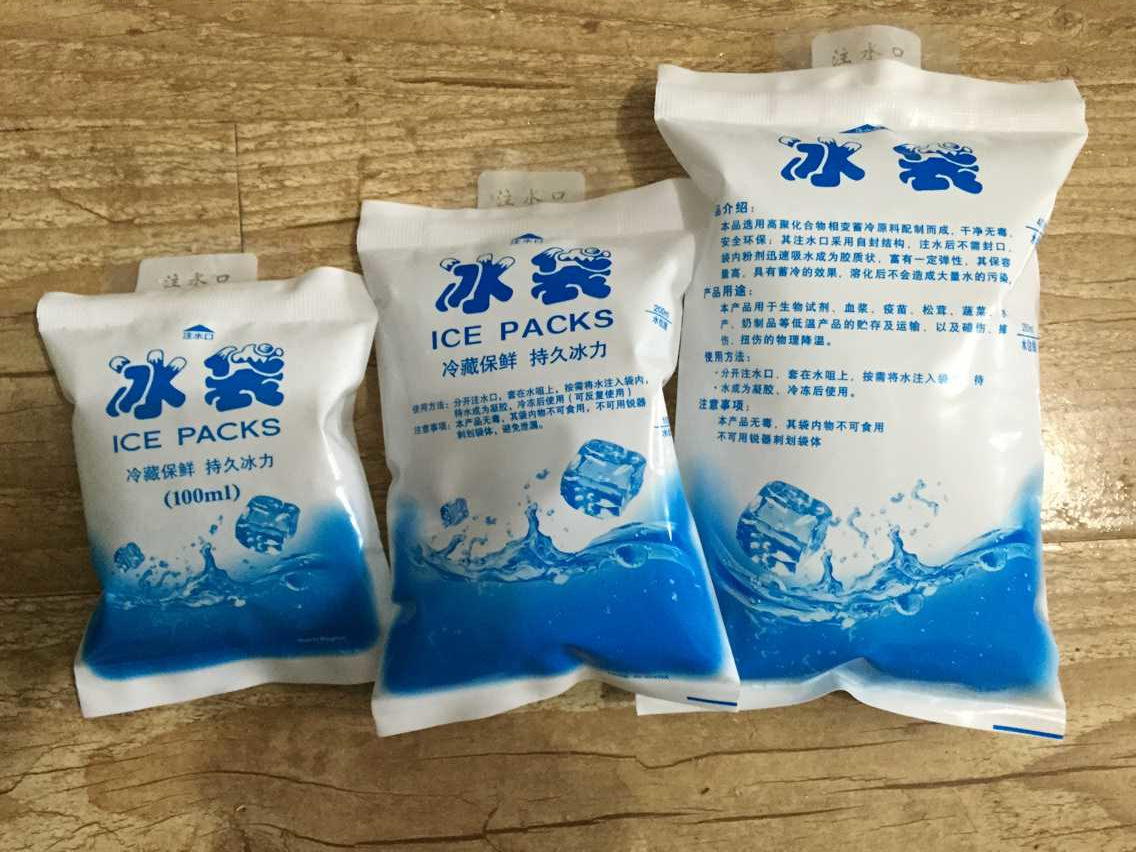 注水口
注水口
冰袋
ICE PACKS
冷藏保鲜 持久冰力
(100ml)
注水口
注水口
冰袋
ICE PACKS
冷藏保鲜 持久冰力
使用方法：分开注水口，套在水咀上，按需将水注入袋内，
待水成为凝胶，冷冻后使用（可反复使用）
注意事项：本产品无毒，其袋内物不可食用，不可用锐器
刺划袋体，避免泄漏。
200ml
注水口
冰袋
品介绍：
本品选用高聚化合物相变蓄冷原料配制而成，干净无毒，
安全环保；其注水口采用自封结构，注水后不需封口，
袋内粉剂迅速吸水成为胶质状，富有一定弹性，其保容
量高，具有蓄冷的效果，溶化后不会造成大量水的污染，
产品用途：
本产品用于生物试剂、血浆、疫苗、松茸、蔬菜、水
产、奶制品等低温产品的贮存及运输，以及碰伤、
伤、扭伤的物理降温。
使用方法：
·分开注水口，套在水咀上，按需将水注入袋 待
·水成为凝胶，冷冻后使用。
注意事项：
本产品无毒，其袋内物不可食用
不可用锐器刺划袋体